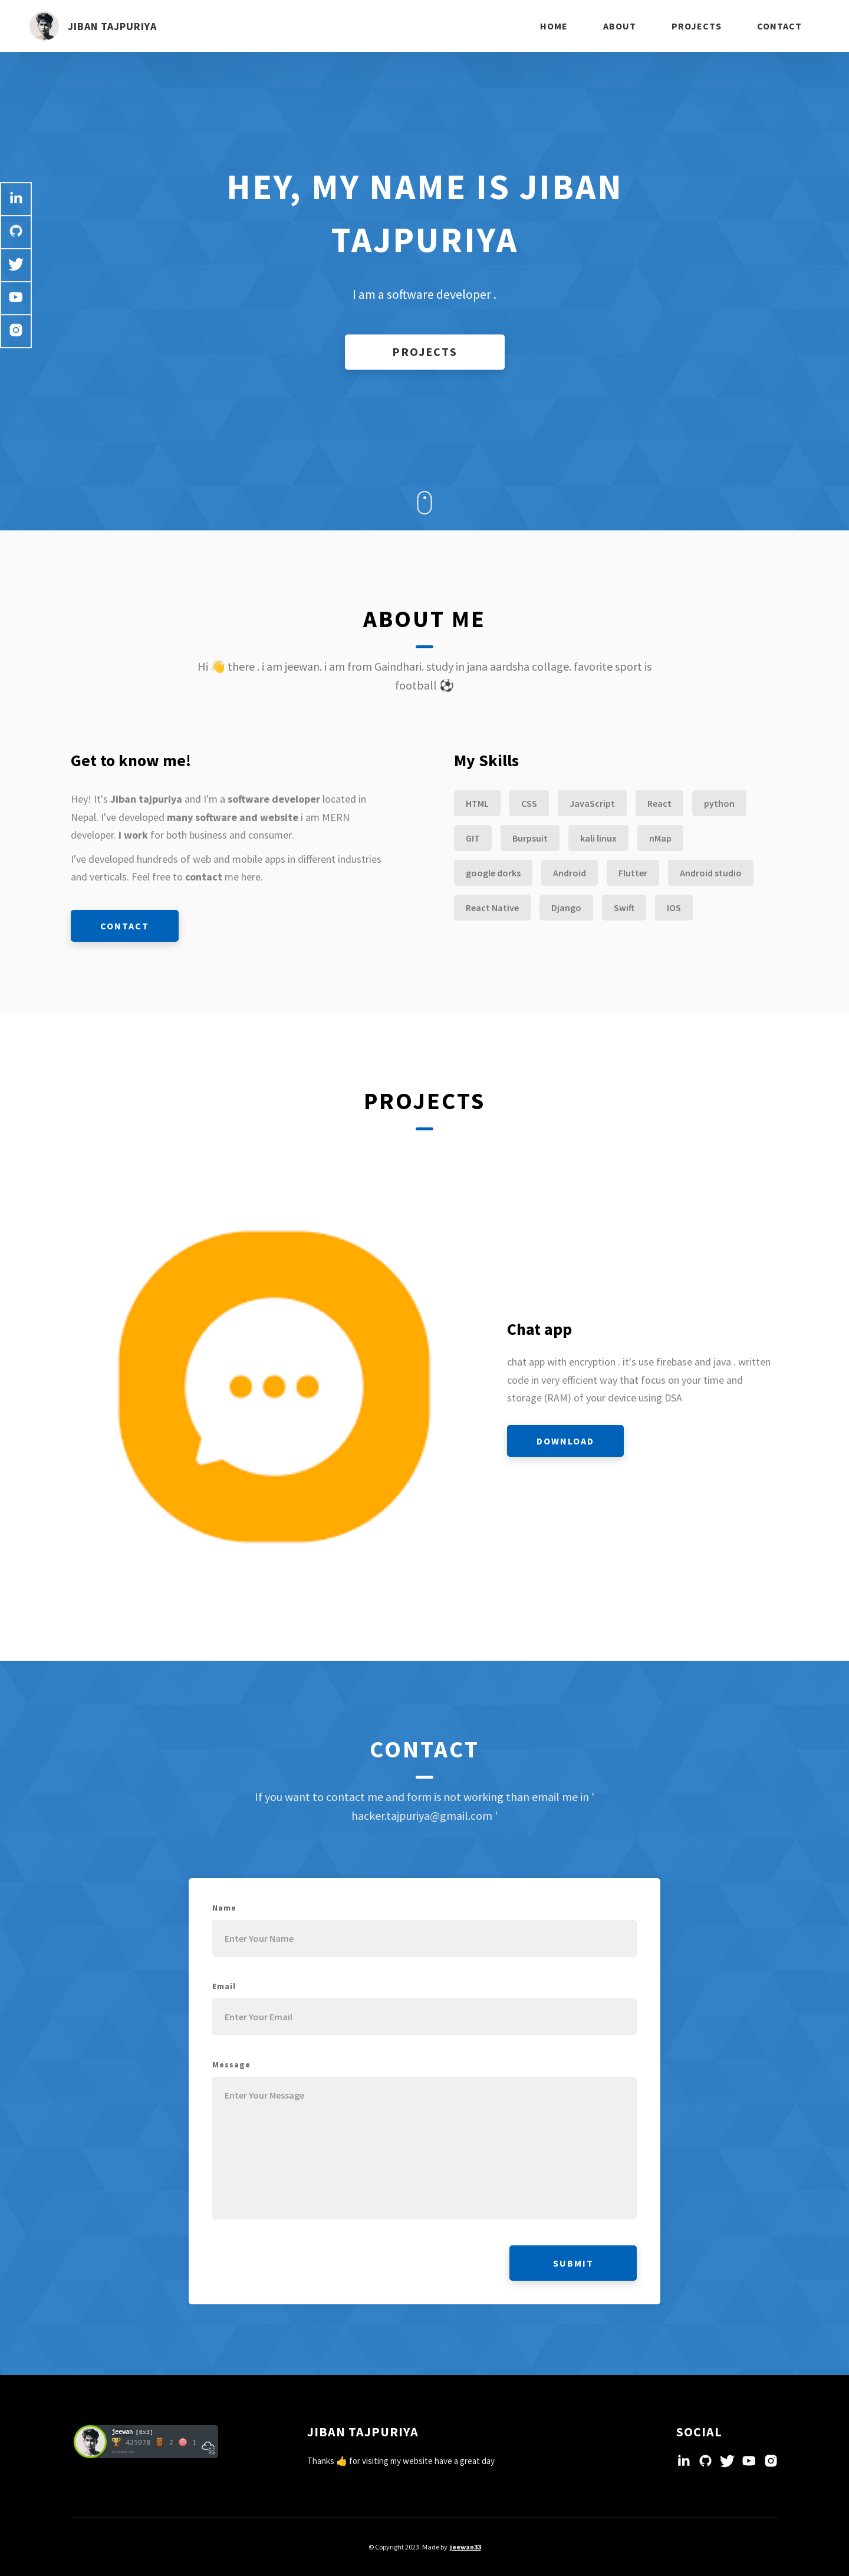 JIBAN TAJPURIYA
HOME ABOUT PROJECTS CONTACT
HEY, MY NAME IS JIBAN
TAJPURIYA
I am a software developer .
PROJECTS
ABOUT ME
Hi 👋 there . i am jeewan. i am from Gaindhari. study in jana aardsha collage. favorite sport is
football ⚽
Get to know me!
Hey! It's Jiban tajpuriya and I'm a software developer located in
Nepal. I've developed many software and website i am MERN
developer. i work for both business and consumer.
I've developed hundreds of web and mobile apps in different industries
and verticals. Feel free to contact me here.
CONTACT
My Skills
HTML CSS JavaScript React python
GIT Burpsuit kali linux nMap
google dorks Android Flutter Android studio
React Native Django Swift IOS
PROJECTS
Chat app
chat app with encryption . it's use firebase and java . written
code in very efficient way that focus on your time and
storage (RAM) of your device using DSA
DOWNLOAD
CONTACT
If you want to contact me and form is not working than email me in '
hacker.tajpuriya@gmail.com '
Name
Enter Your Name
Email
Enter Your Email
Message
Enter Your Message
SUBMIT
jeewan [0x3]
425978 2 1
JIBAN TAJPURIYA
Thanks 👍 for visiting my website have a great day
SOCIAL
© Copyright 2023. Made by jeewan33